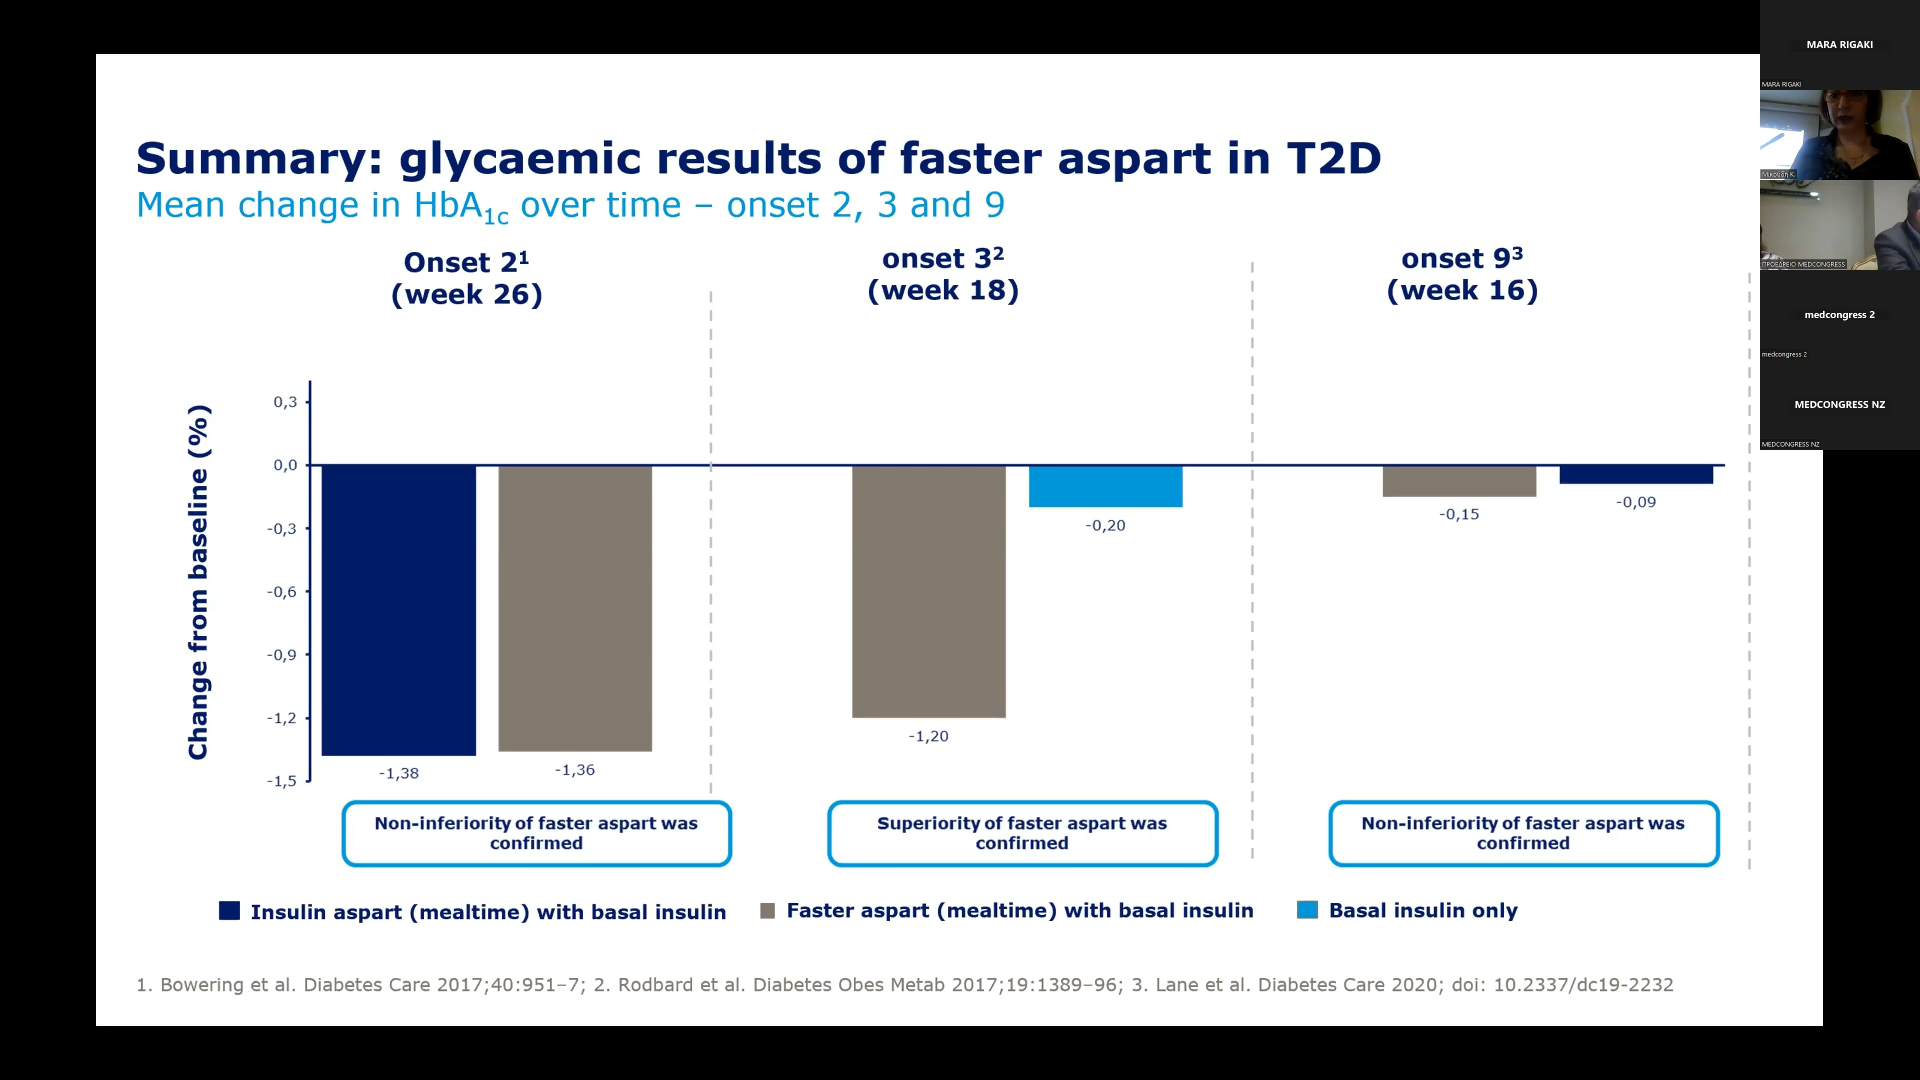 Summary: glycaemic results of faster aspart in T2D
Mean change in HbA1c over time – onset 2, 3 and 9
Onset 2¹
(week 26)
onset 3²
(week 18)
onset 9³
(week 16)
Change from baseline (%)
0,3
0,0
-0,3
-0,6
-0,9
-1,2
-1,5
-1,38
-1,36
-1,20
-0,20
-0,15
-0,09
Non-inferiority of faster aspart was
confirmed
Superiority of faster aspart was
confirmed
Non-inferiority of faster aspart was
confirmed
Insulin aspart (mealtime) with basal insulin
Faster aspart (mealtime) with basal insulin
Basal insulin only
1. Bowering et al. Diabetes Care 2017;40:951–7; 2. Rodbard et al. Diabetes Obes Metab 2017;19:1389–96; 3. Lane et al. Diabetes Care 2020; doi: 10.2337/dc19-2232
MARA RIGAKI
MARA RIGAKI
ΠΡΟΕΔΡΕΙΟ MEDCONGRESS
medcongress 2
medcongress 2
MEDCONGRESS NZ
MEDCONGRESS NZ